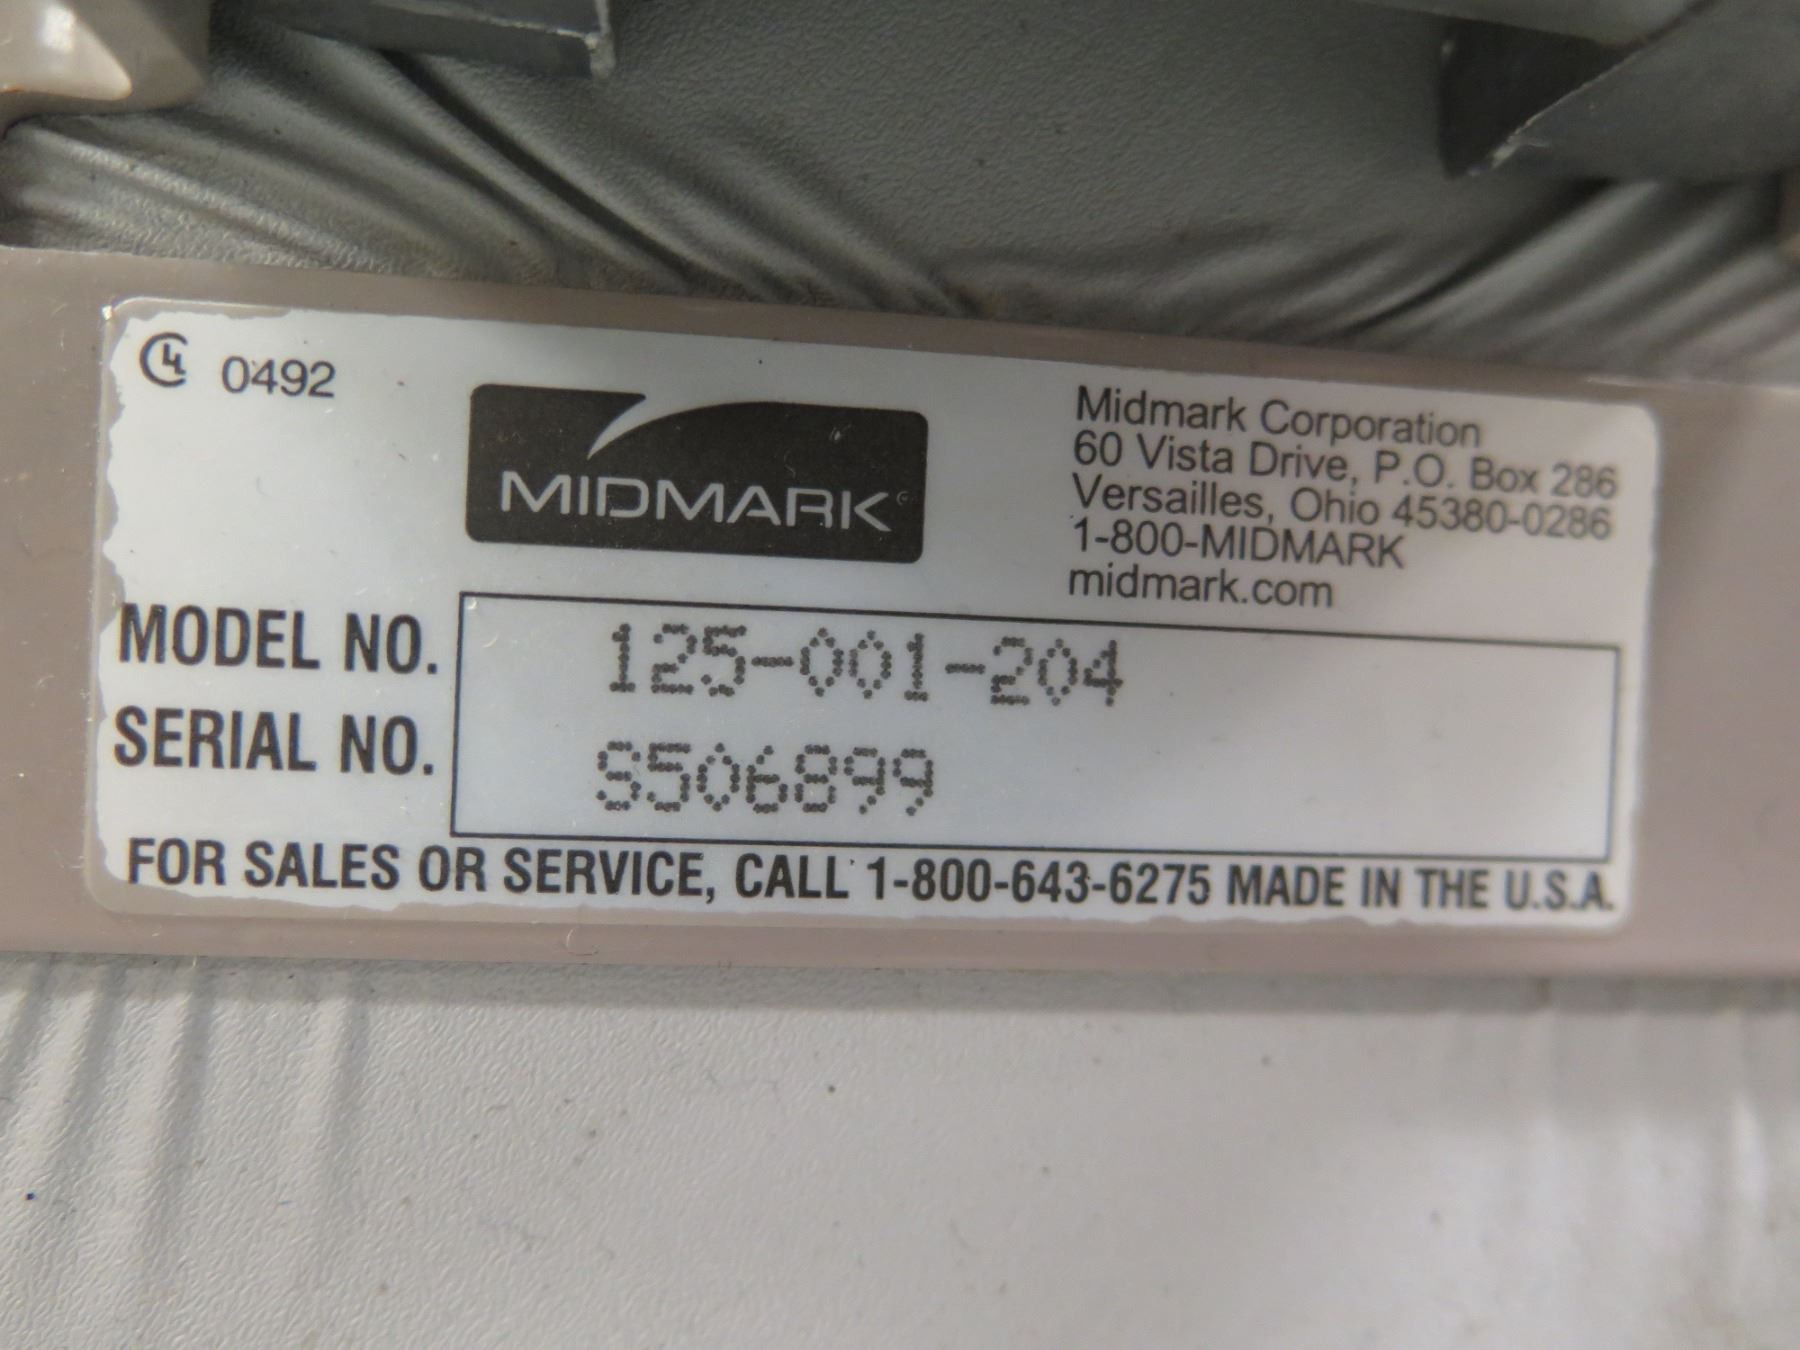 0492
MIDMARK
Midmark Corporation
60 Vista Drive, P.O. Box 286
Versailles, Ohio 45380-0286
1-800-MIDMARK
midmark.com
MODEL NO. 125-001-204
SERIAL NO. S506899
FOR SALES OR SERVICE, CALL 1-800-643-6275 MADE IN THE U.S.A.